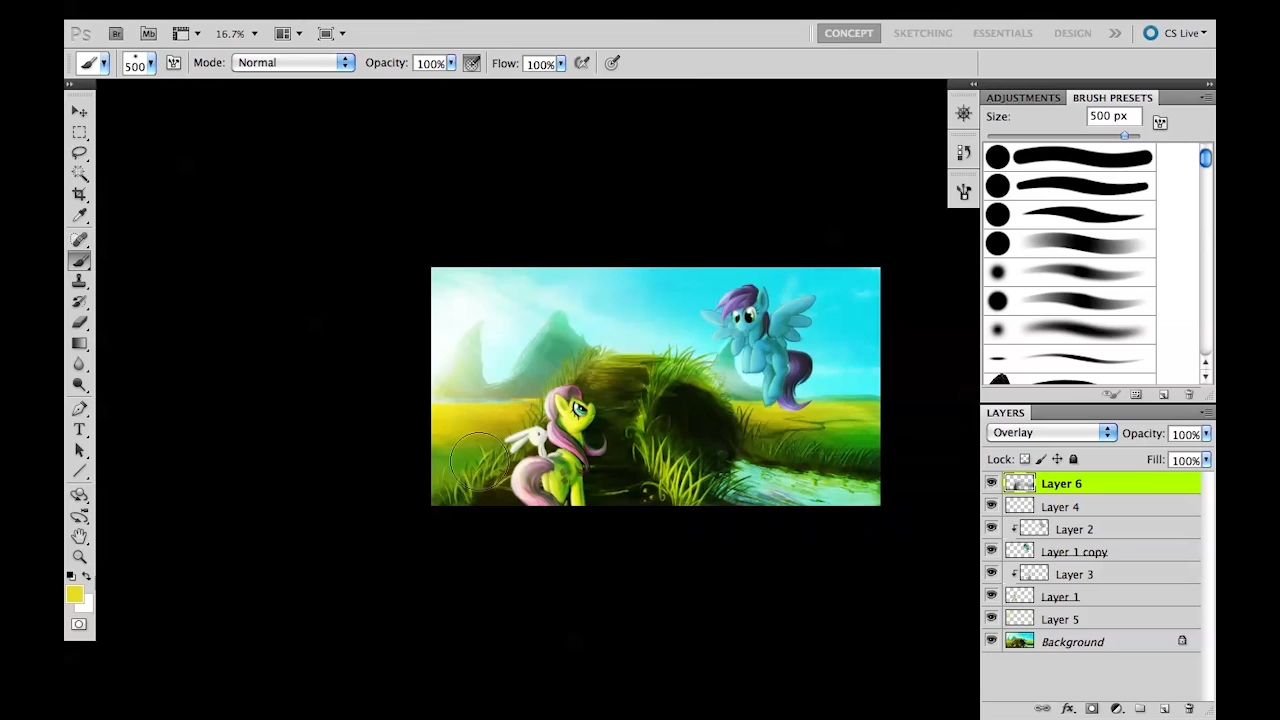 Ps Br Mb 16.7% CONCEPT SKETCHING ESSENTIALS DESIGN CS Live
500 Mode: Normal Opacity: 100% Flow: 100%
ADJUSTMENTS BRUSH PRESETS
Size: 500 px
LAYERS
Overlay Opacity: 100%
Lock: Fill: 100%
Layer 6
Layer 4
Layer 2
Layer 1 copy
Layer 3
Layer 1
Layer 5
Background